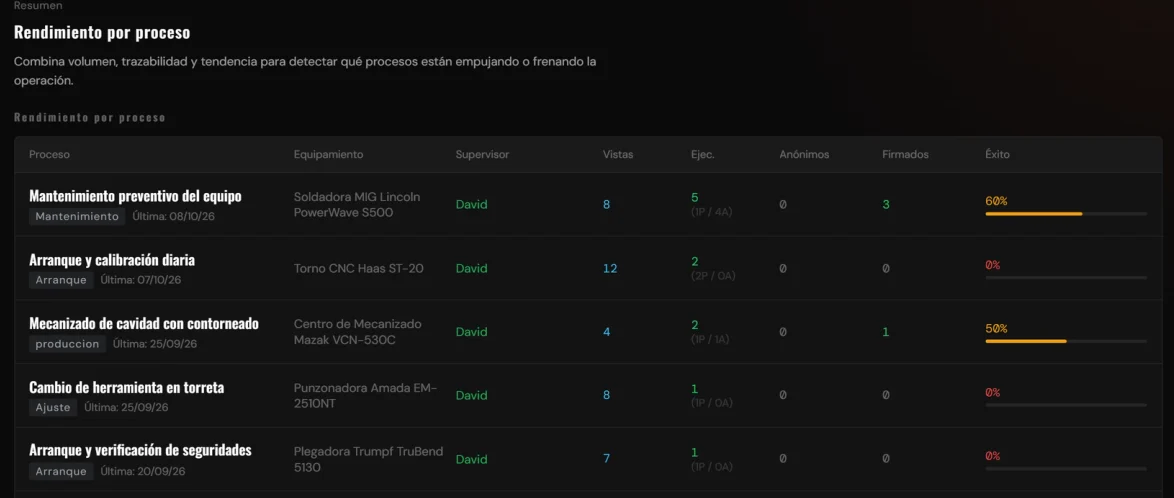 Resumen
Rendimiento por proceso
Combina volumen, trazabilidad y tendencia para detectar qué procesos están empujando o frenando la
operación.
Rendimiento por proceso
Proceso Equipamiento Supervisor Vistas Ejec. Anónimos Firmados Éxito
Mantenimiento preventivo del equipo
Mantenimiento Última: 08/10/26
Soldadora MIG Lincoln
PowerWave S500
David
8
5
(1P / 4A)
0
3
60%
Arranque y calibración diaria
Arranque Última: 07/10/26
Torno CNC Haas ST-20
David
12
2
(2P / 0A)
0
0
0%
Mecanizado de cavidad con contorneado
produccion Última: 25/09/26
Centro de Mecanizado
Mazak VCN-530C
David
4
2
(1P / 1A)
0
1
50%
Cambio de herramienta en torreta
Ajuste Última: 25/09/26
Punzonadora Amada EM-
2510NT
David
8
1
(1P / 0A)
0
0
0%
Arranque y verificación de seguridades
Arranque Última: 20/09/26
Plegadora Trumpf TruBend
5130
David
7
1
(1P / 0A)
0
0
0%